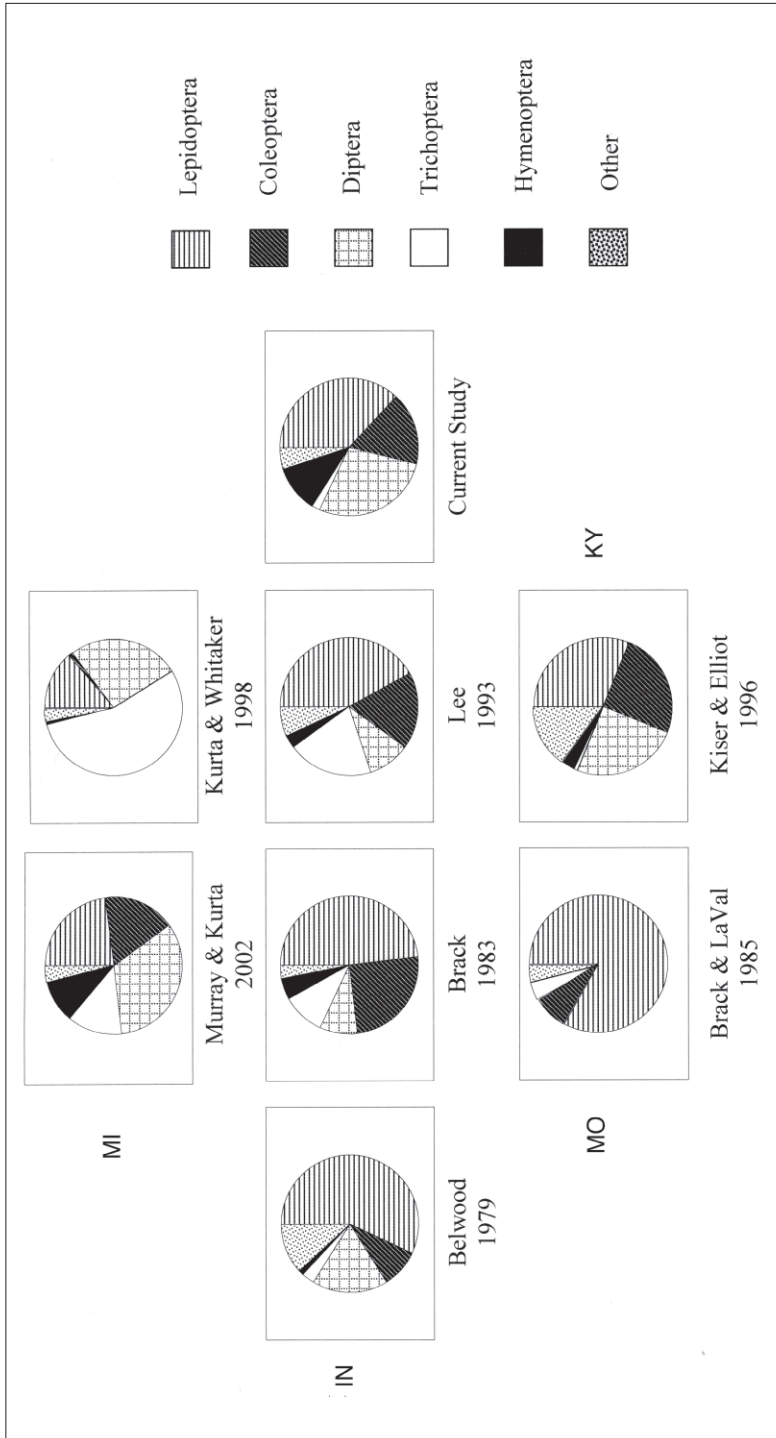 MI
Murray & Kurta
2002
Kurta & Whitaker
1998
IN
Belwood
1979
Brack
1983
Lee
1993
Current Study
MO
Brack & LaVal
1985
Kiser & Elliot
1996
KY
Lepidoptera
Coleoptera
Diptera
Trichoptera
Hymenoptera
Other